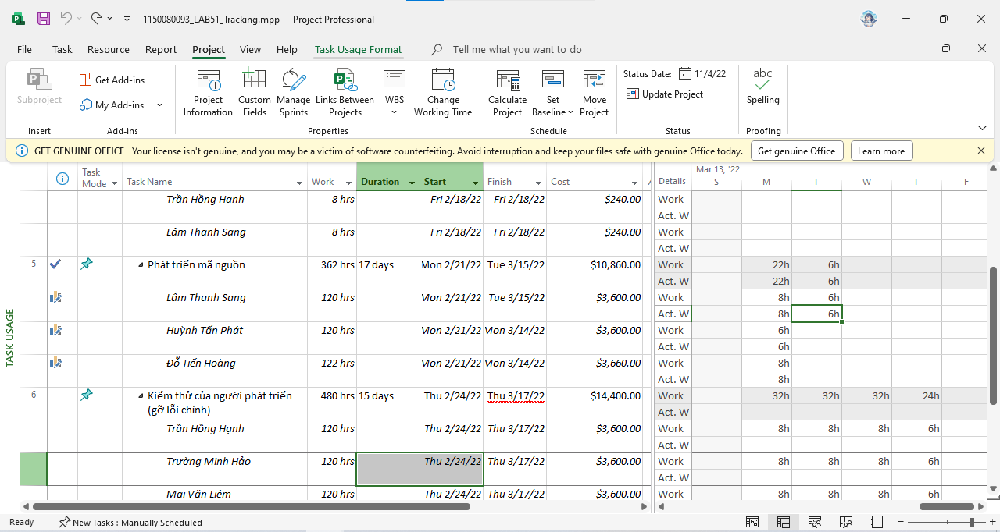 1150080093_LAB51_Tracking.mpp - Project Professional
File Task Resource Report Project View Help Task Usage Format Tell me what you want to do
Subproject
Get Add-ins
My Add-ins
Project Information
Custom Fields
Manage Sprints
Links Between Projects
WBS
Change Working Time
Calculate Project
Set Baseline
Move Project
Status Date: 11/4/22
Update Project
abc
Spelling
Insert Add-ins Properties Schedule Status Proofing
GET GENUINE OFFICE Your license isn't genuine, and you may be a victim of software counterfeiting. Avoid interruption and keep your files safe with genuine Office today. Get genuine Office Learn more
Mar 13, '22
Task Mode Task Name Work Duration Start Finish Cost Details S M T W T F
Trần Hồng Hạnh 8 hrs Fri 2/18/22 Fri 2/18/22 $240.00 Work
Act. W
Lâm Thanh Sang 8 hrs Fri 2/18/22 Fri 2/18/22 $240.00 Work
Act. W
5 Phát triển mã nguồn 362 hrs 17 days Mon 2/21/22 Tue 3/15/22 $10,860.00 Work 22h 6h
Act. W 22h 6h
Lâm Thanh Sang 120 hrs Mon 2/21/22 Tue 3/15/22 $3,600.00 Work 8h 6h
Act. W 8h 6h
Huỳnh Tấn Phát 120 hrs Mon 2/21/22 Mon 3/14/22 $3,600.00 Work 6h
Act. W 6h
Đỗ Tiến Hoàng 122 hrs Mon 2/21/22 Mon 3/14/22 $3,660.00 Work 8h
Act. W 8h
6 Kiểm thử của người phát triển 480 hrs 15 days Thu 2/24/22 Thu 3/17/22 $14,400.00 Work 32h 32h 32h 24h
(gỡ lỗi chính) Act. W
Trần Hồng Hạnh 120 hrs Thu 2/24/22 Thu 3/17/22 $3,600.00 Work 8h 8h 8h 6h
Act. W
Trường Minh Hảo 120 hrs Thu 2/24/22 Thu 3/17/22 $3,600.00 Work 8h 8h 8h 6h
Act. W
Mai Văn Liêm 120 hrs Thu 2/24/22 Thu 3/17/22 $3,600.00 Work 8h 8h 8h 6h
TASK USAGE
Ready New Tasks : Manually Scheduled